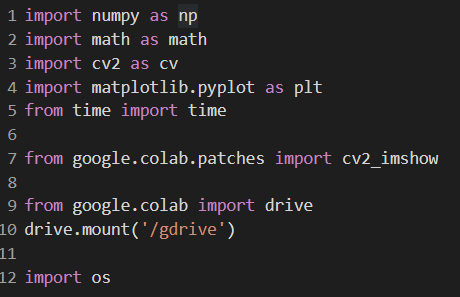 1 import numpy as np
2 import math as math
3 import cv2 as cv
4 import matplotlib.pyplot as plt
5 from time import time
6
7 from google.colab.patches import cv2_imshow
8
9 from google.colab import drive
10 drive.mount('/gdrive')
11
12 import os